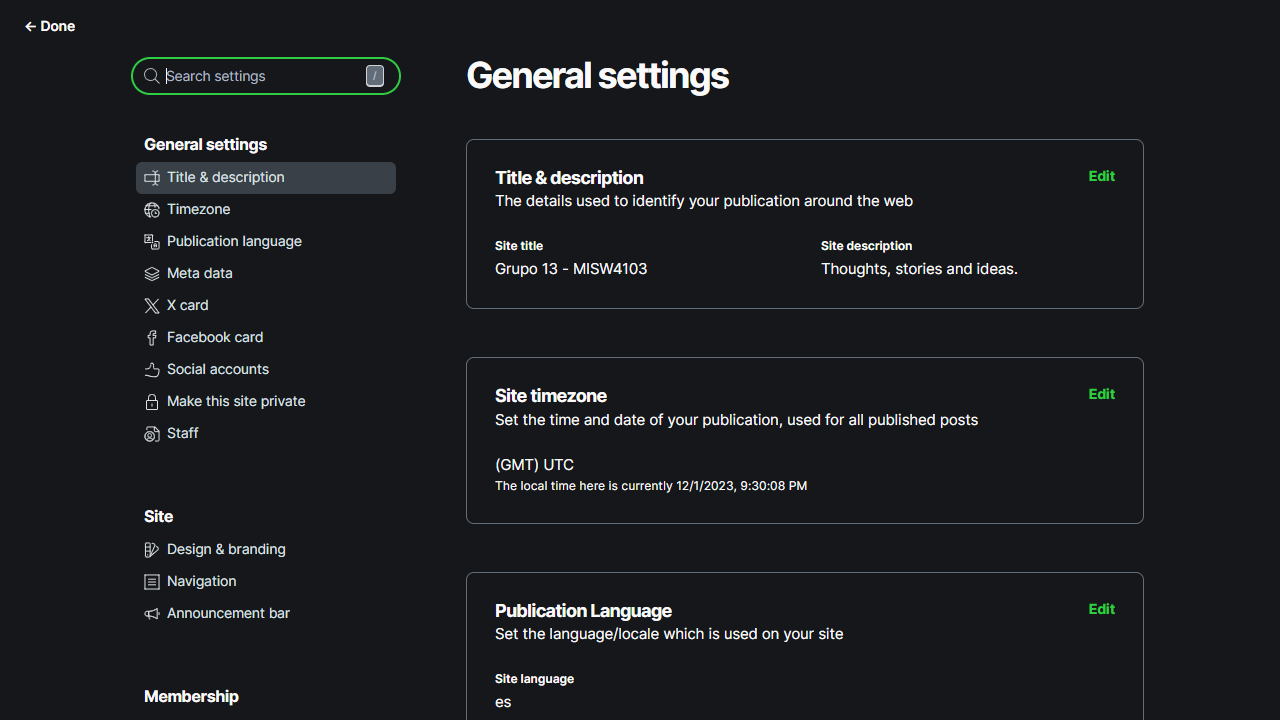 ← Done
Search settings
/
General settings
Title & description
Timezone
Publication language
Meta data
X card
Facebook card
Social accounts
Make this site private
Staff
Site
Design & branding
Navigation
Announcement bar
Membership
General settings
Title & description
Edit
The details used to identify your publication around the web
Site title
Site description
Grupo 13 - MISW4103
Thoughts, stories and ideas.
Site timezone
Edit
Set the time and date of your publication, used for all published posts
(GMT) UTC
The local time here is currently 12/1/2023, 9:30:08 PM
Publication Language
Edit
Set the language/locale which is used on your site
Site language
es